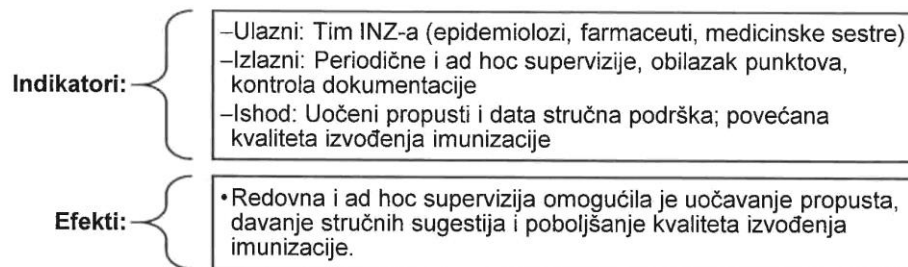 Indikatori:
–Ulazni: Tim INZ-a (epidemiolozi, farmaceuti, medicinske sestre)
–Izlazni: Periodične i ad hoc supervizije, obilazak punktova,
kontrola dokumentacije
–Ishod: Uočeni propusti i data stručna podrška; povećana
kvaliteta izvođenja imunizacije
Efekti:
•Redovna i ad hoc supervizija omogućila je uočavanje propusta,
davanje stručnih sugestija i poboljšanje kvaliteta izvođenja
imunizacije.